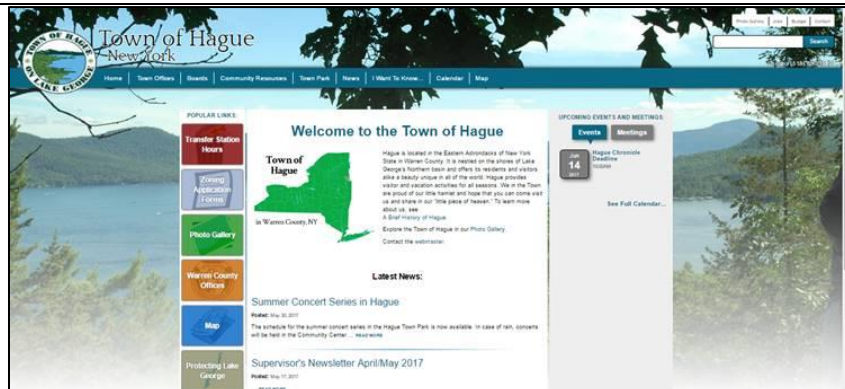 Photo Gallery Jobs Budget Contact
TOWN OF HAGUE
ON LAKE GEORGE
Town of Hague
New York
Search
Home Town Offices Boards Community Resources Town Park News I Want To Know... Calendar Map
POPULAR LINKS:
Transfer Station
Hours
Zoning
Application
Forms
Photo Gallery
Warren County
Offices
Map
Protecting Lake
George
Welcome to the Town of Hague
Town of
Hague
in Warren County, NY
Hague is located in the Eastern Adirondacks of New York
State in Warren County. It is nestled on the shores of Lake
George's Northern basin and offers its residents and visitors
alike a beauty unique in all of the world. Hague provides
visitor and vacation activities for all seasons. We in the Town
are proud of our little hamlet and hope that you can come visit
us and share in our "little piece of heaven." To learn more
about us, see
A Brief History of Hague.
Explore the Town of Hague in our Photo Gallery.
Contact the webmaster.
Latest News:
Summer Concert Series in Hague
Posted: May 30, 2017
The schedule for the summer concert series in the Hague Town Park is now available. In case of rain, concerts
will be held in the Community Center ... READ MORE
Supervisor's Newsletter April/May 2017
Posted: May 17, 2017
UPCOMING EVENTS AND MEETINGS:
Events Meetings
Jun
14
2017
Hague Chronicle
Deadline
See Full Calendar...